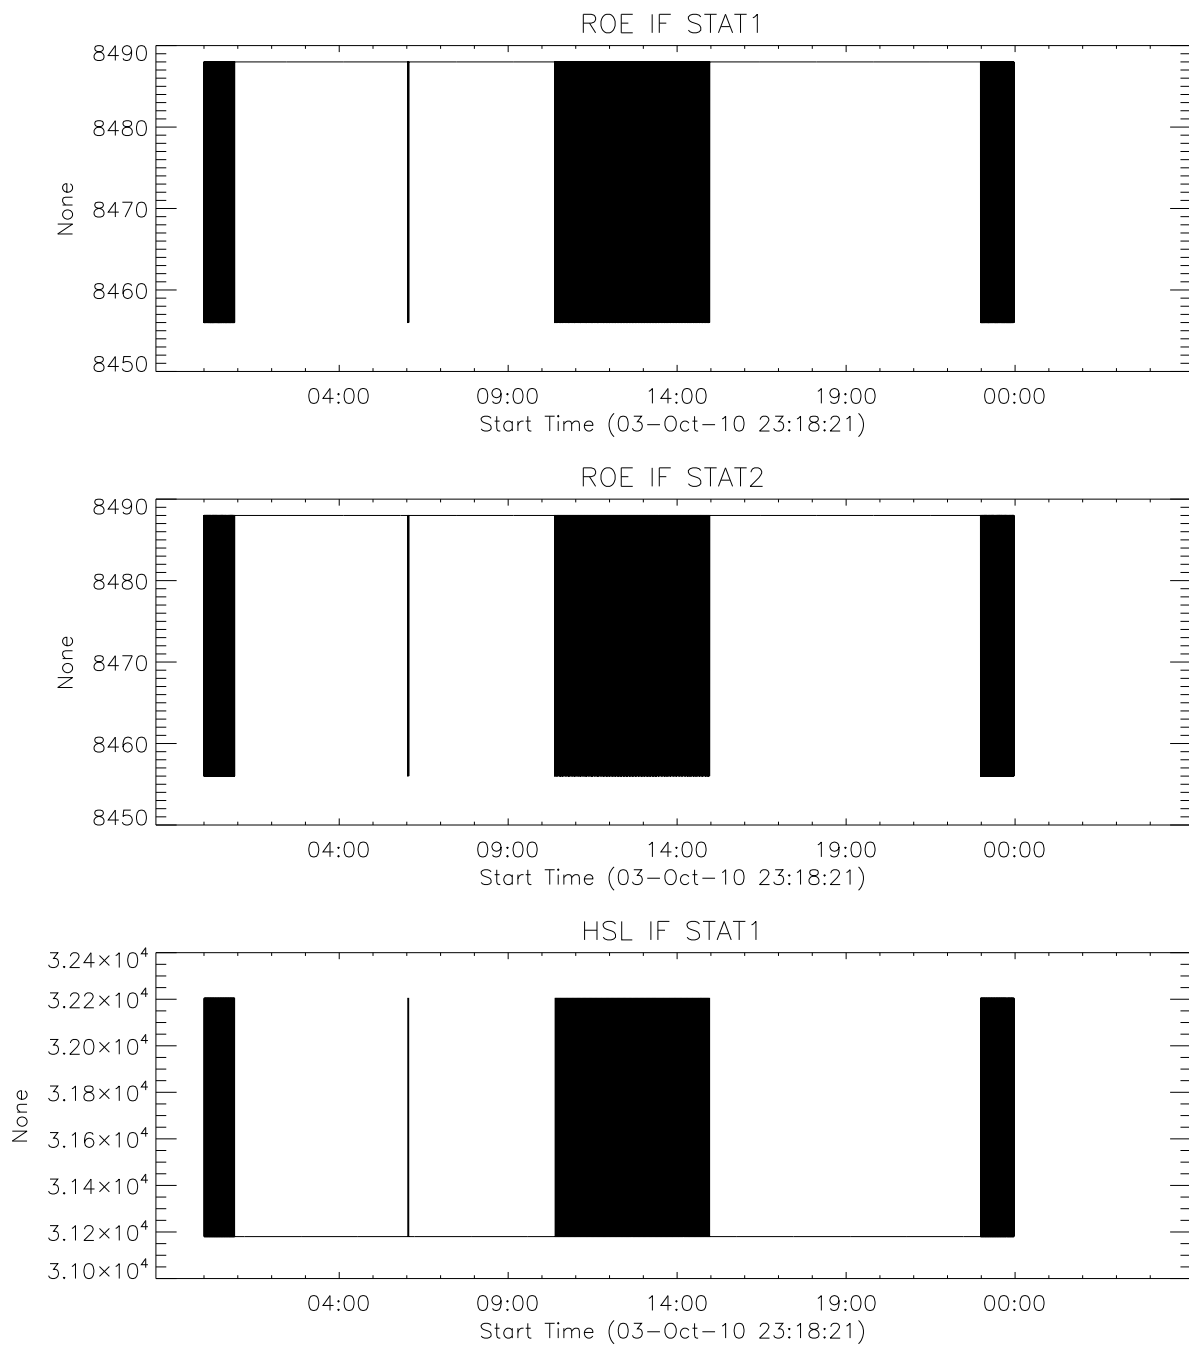 ROE IF STAT1
8490
8480
8470
8460
8450
None
04:00 09:00 14:00 19:00 00:00
Start Time (03-Oct-10 23:18:21)
ROE IF STAT2
8490
8480
8470
8460
8450
None
04:00 09:00 14:00 19:00 00:00
Start Time (03-Oct-10 23:18:21)
HSL IF STAT1
3.24×10⁴
3.22×10⁴
3.20×10⁴
3.18×10⁴
3.16×10⁴
3.14×10⁴
3.12×10⁴
3.10×10⁴
None
04:00 09:00 14:00 19:00 00:00
Start Time (03-Oct-10 23:18:21)